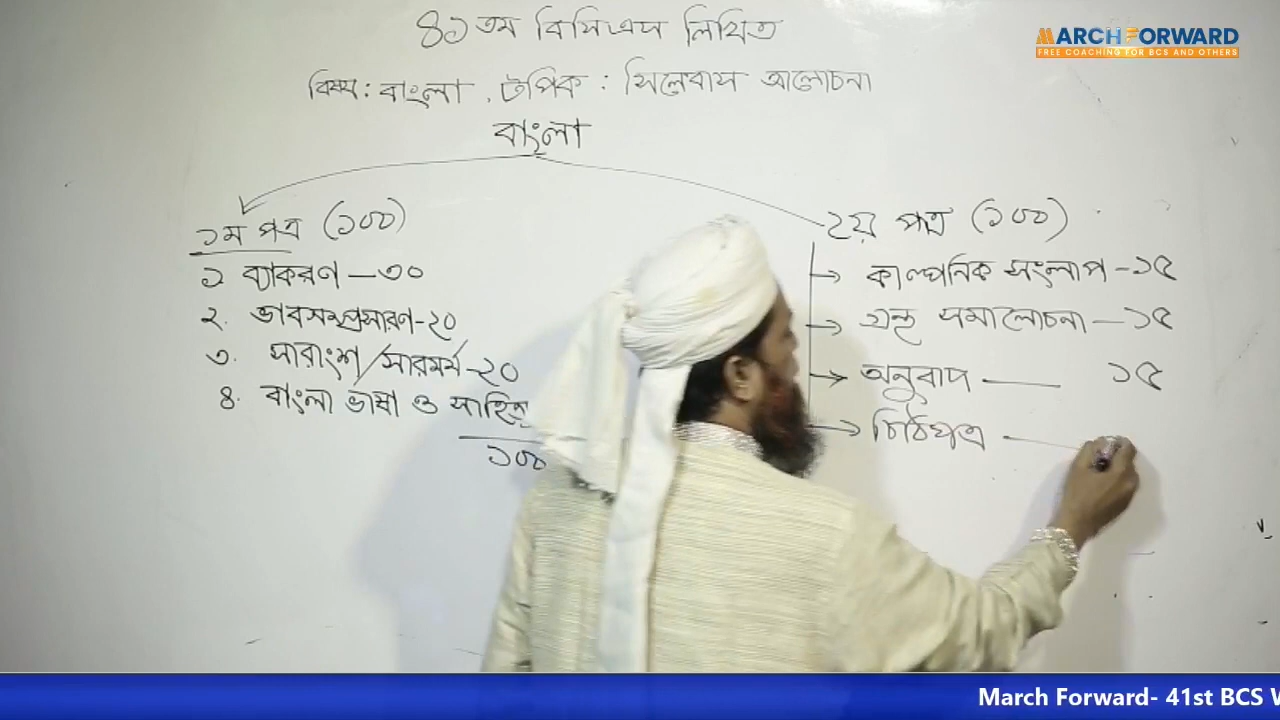 MARCH FORWARD
FREE COACHING FOR BCS AND OTHERS
৪১ তম বিসিএস লিখিত
বিষয়: বাংলা, টপিক: সিলেবাস আলোচনা
বাংলা
১ম পত্র (১০০)
১ ব্যাকরণ — ৩০
২. ভাবসম্প্রসারণ-২০
৩. সারাংশ/সারমর্ম-২০
৪. বাংলা ভাষা ও সাহিত্য
১০০
২য় পত্র (১০০)
→ কাল্পনিক সংলাপ - ১৫
→ গ্রন্থ সমালোচনা — ১৫
→ অনুবাদ — ১৫
→ চিঠিপত্র —
March Forward- 41st BCS W